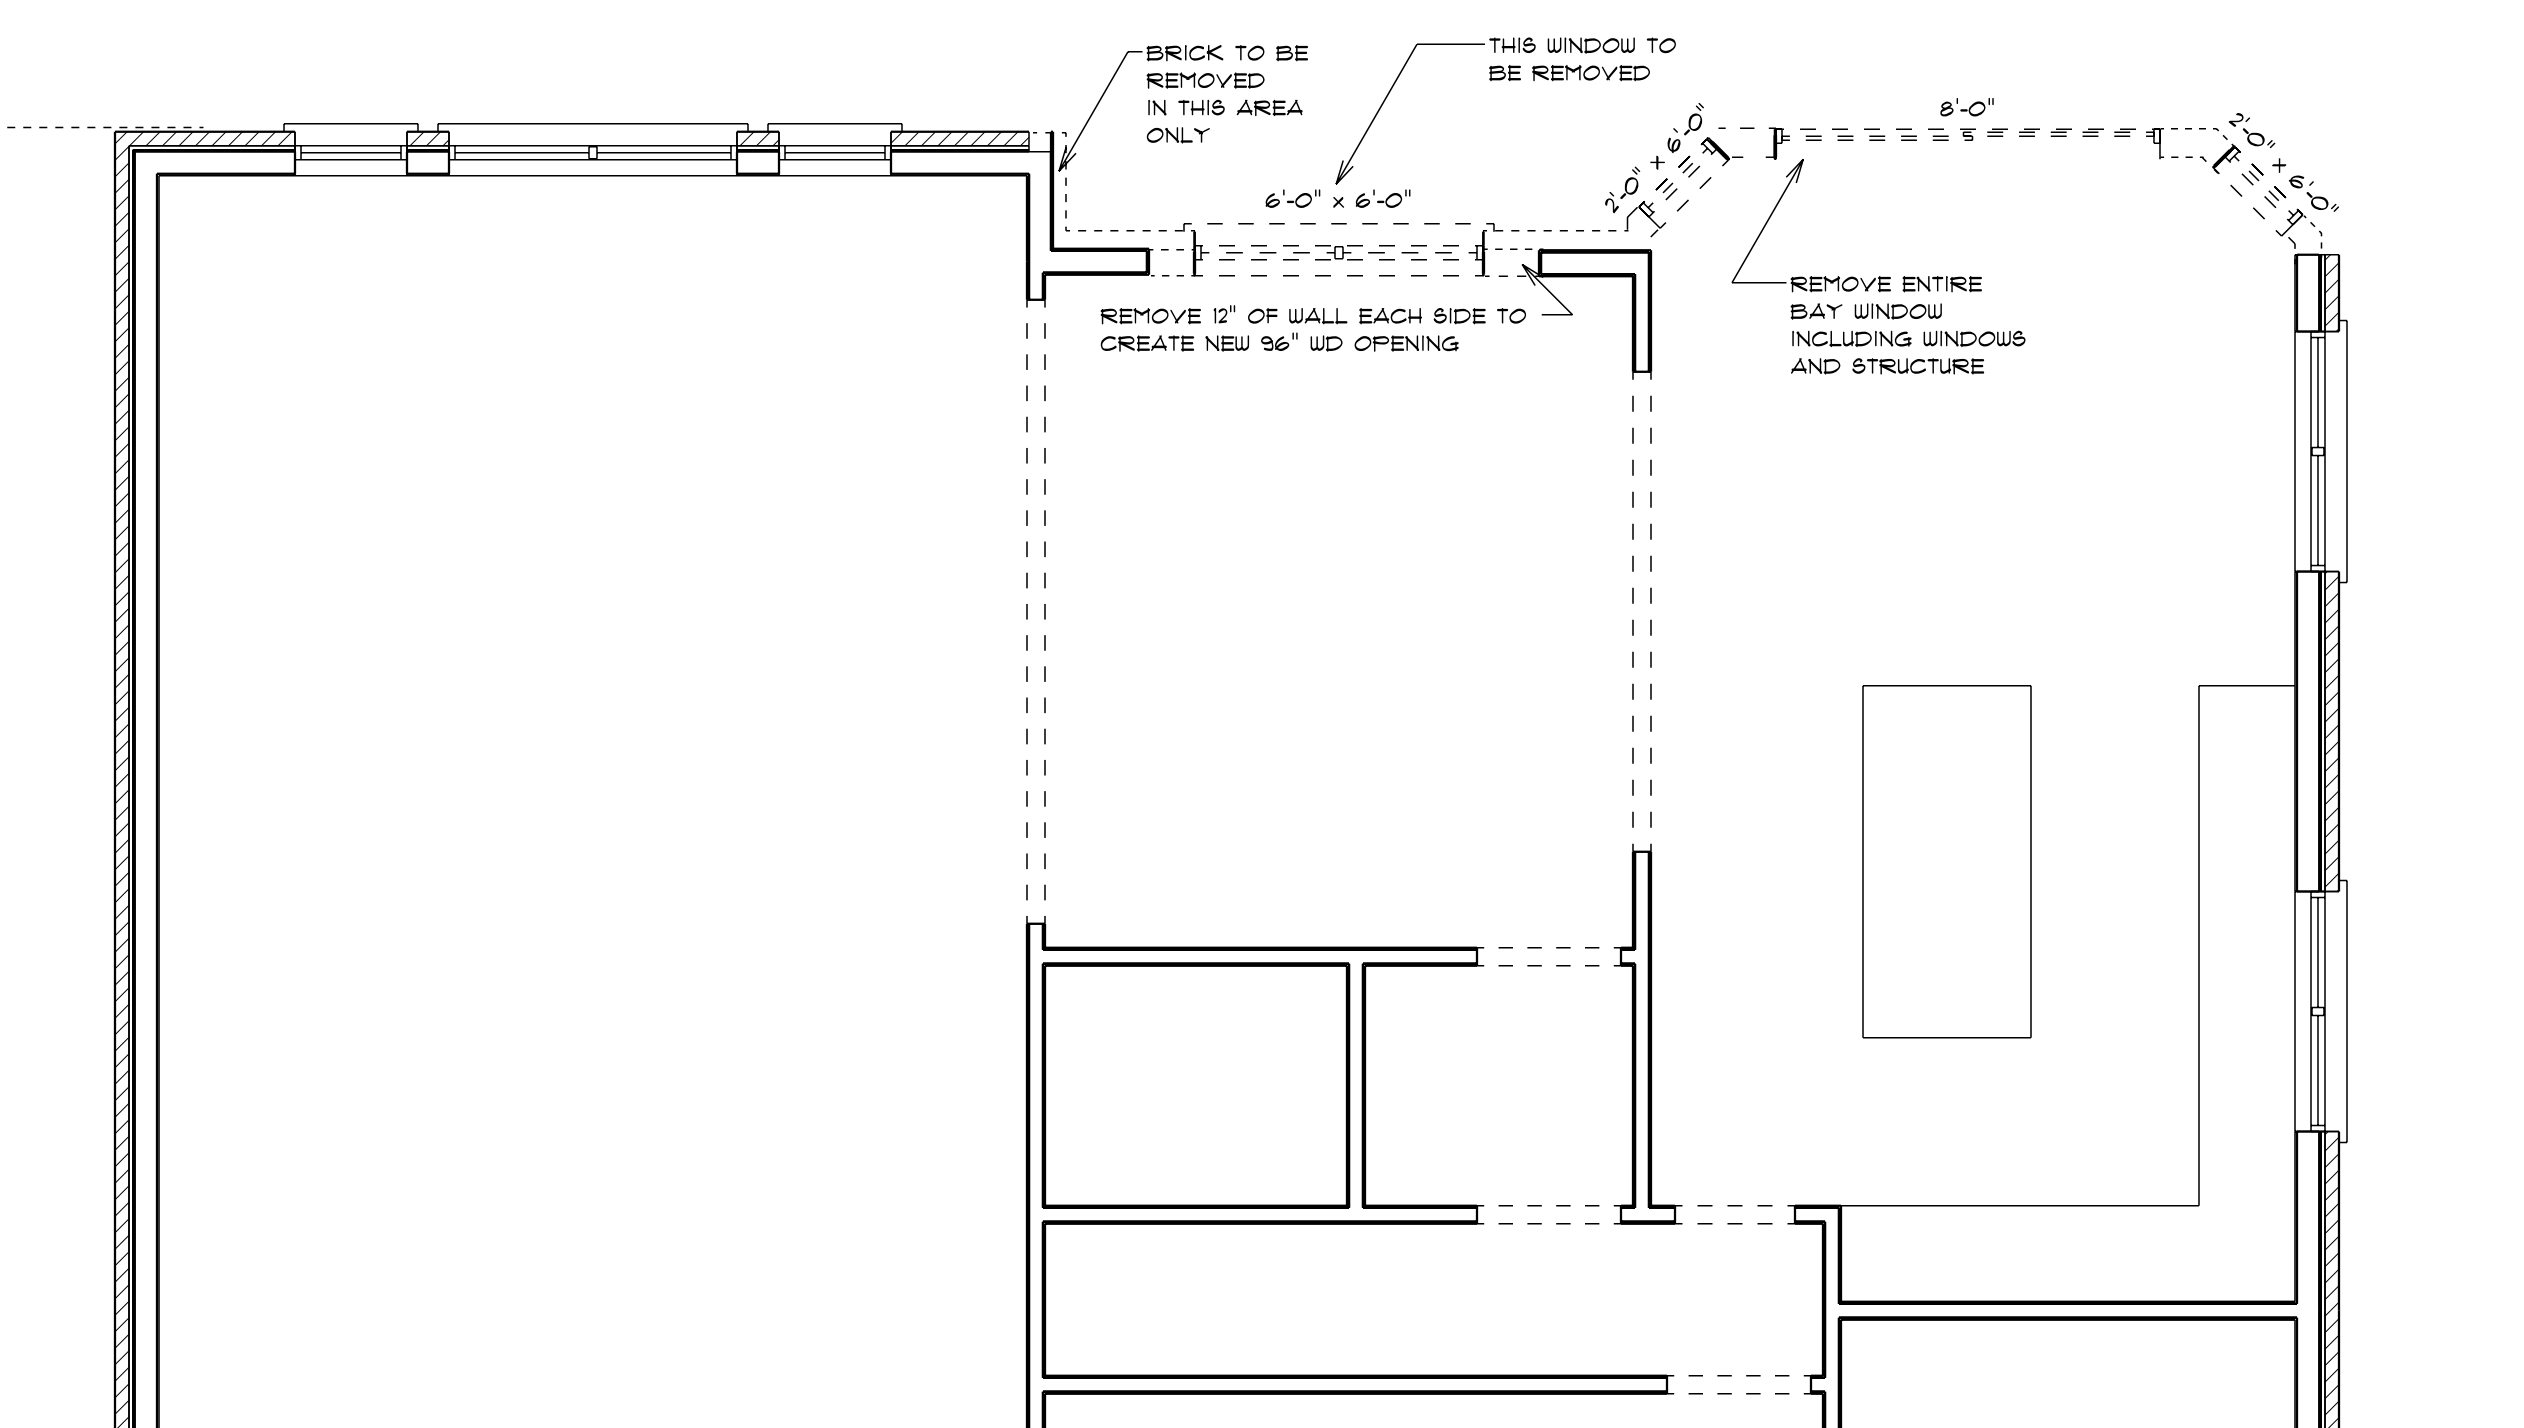 BRICK TO BE
REMOVED
IN THIS AREA
ONLY
THIS WINDOW TO
BE REMOVED
6'-0" x 6'-0"
2'-0" x 6'-0"
8'-0"
2'-0" x 6'-0"
REMOVE 12" OF WALL EACH SIDE TO
CREATE NEW 96" WD OPENING
REMOVE ENTIRE
BAY WINDOW
INCLUDING WINDOWS
AND STRUCTURE